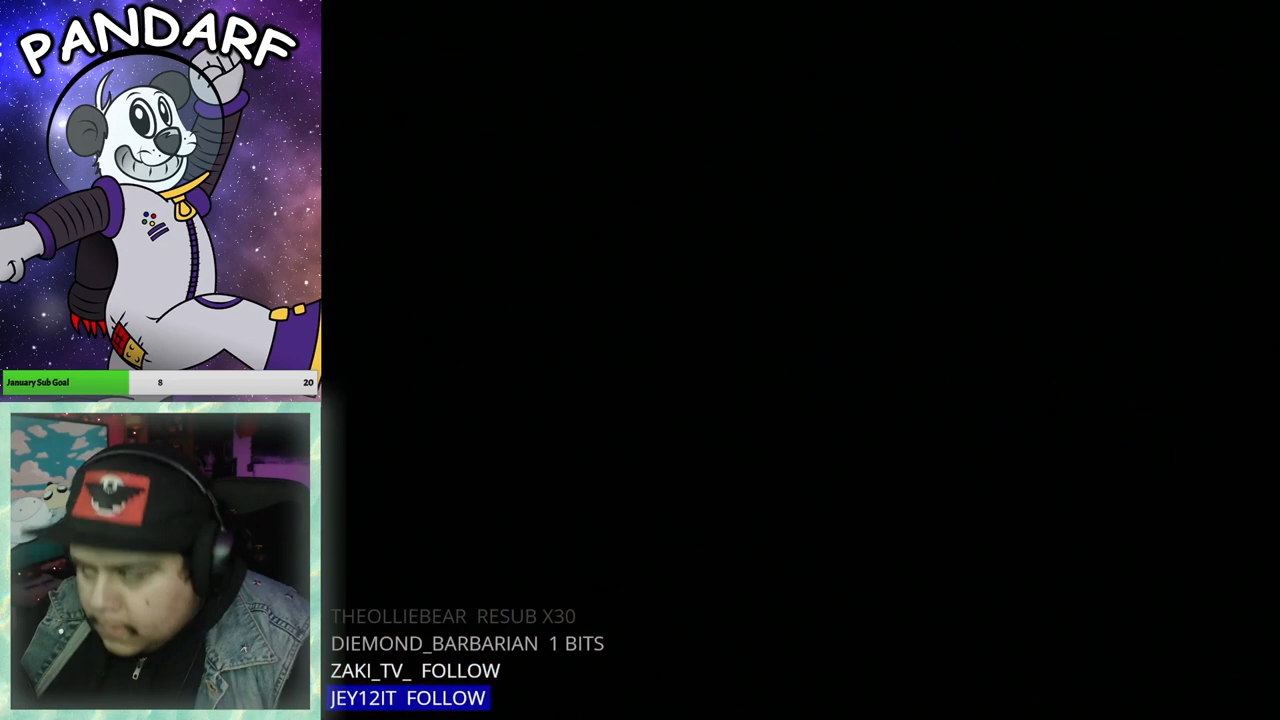 PANDARF
January Sub Goal 8 20
THEOLLIEBEAR RESUB X30
DIEMOND_BARBARIAN 1 BITS
ZAKI_TV_ FOLLOW
JEY12IT FOLLOW